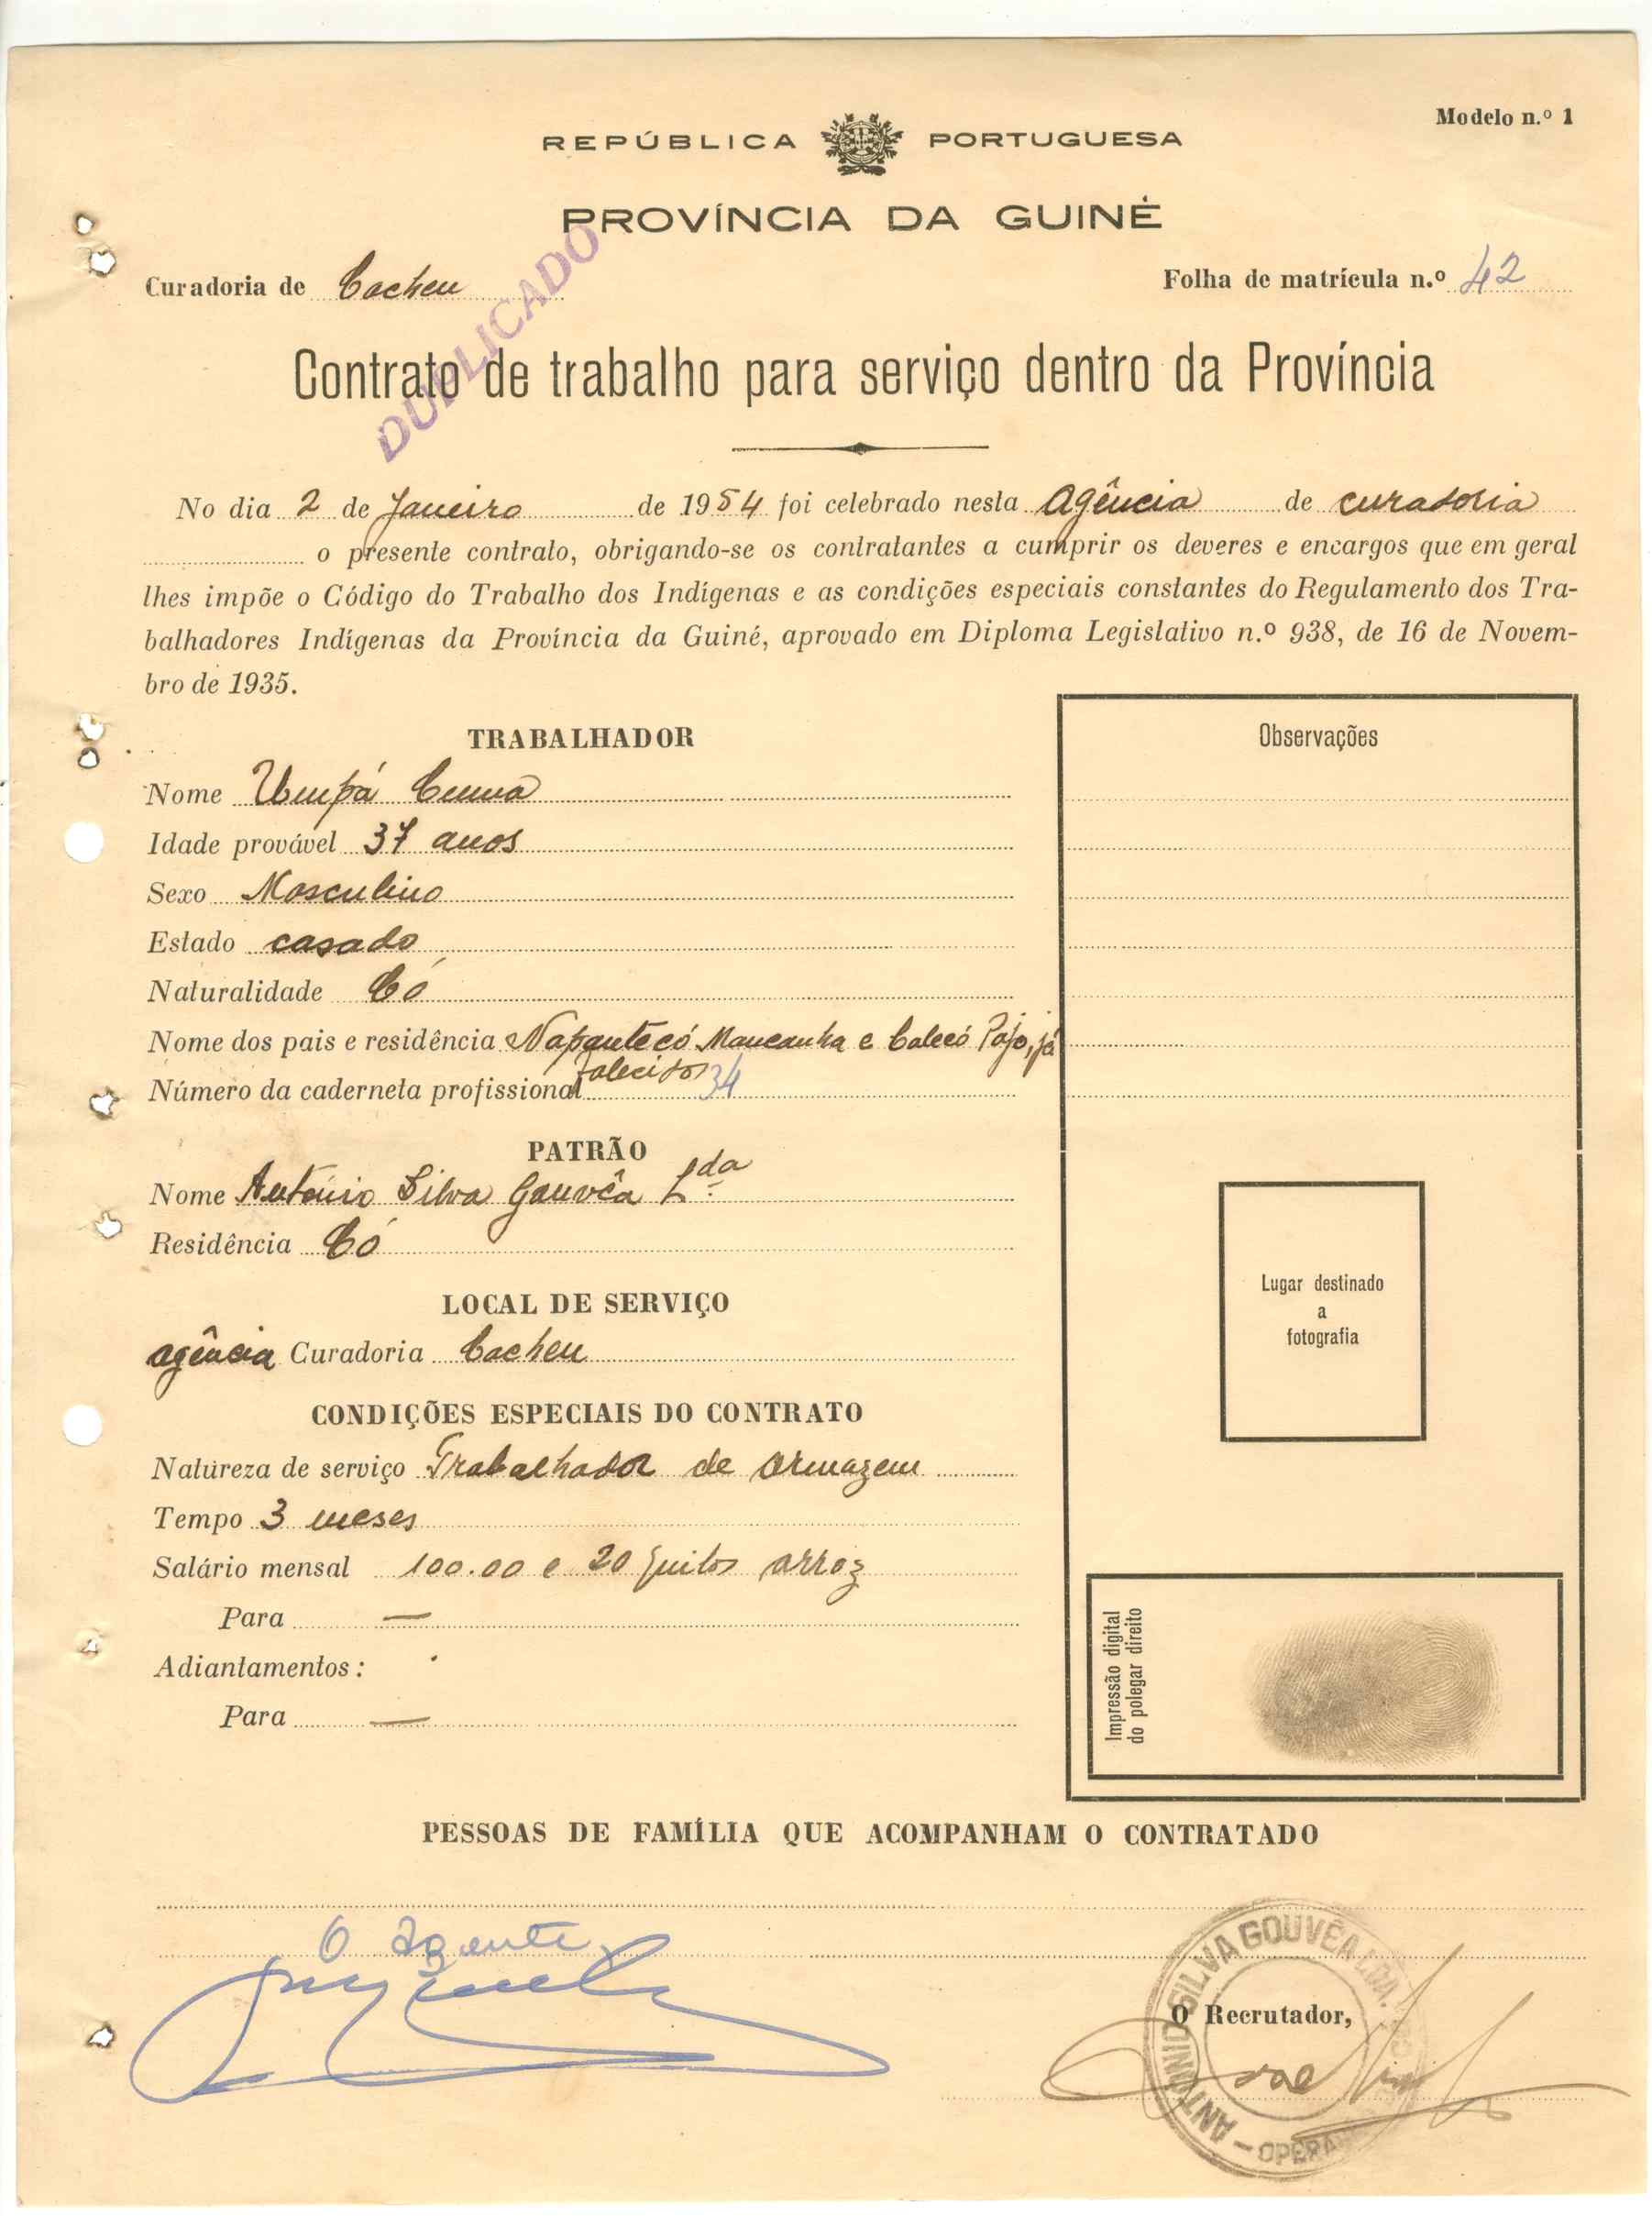 Modelo n.º 1
REPÚBLICA PORTUGUESA
PROVÍNCIA DA GUINÉ
DUPLICADO
Curadoria de Cacheu Folha de matrícula n.º 42
Contrato de trabalho para serviço dentro da Província
No dia 2 de Janeiro de 1954 foi celebrado nesta Agência de curadoria
o presente contrato, obrigando-se os contratantes a cumprir os deveres e encargos que em geral
lhes impõe o Código do Trabalho dos Indígenas e as condições especiais constantes do Regulamento dos Tra-
balhadores Indígenas da Província da Guiné, aprovado em Diploma Legislativo n.º 938, de 16 de Novem-
bro de 1935.
TRABALHADOR
Nome
Idade provável 37 anos
Sexo Masculino
Estado casado
Naturalidade Có
Nome dos pais e residência Mancanha e Pajo, já
falecidos
Número da caderneta profissional 34
PATRÃO
Nome António Silva Gouvêa Lda
Residência Có
LOCAL DE SERVIÇO
agência Curadoria Cacheu
CONDIÇÕES ESPECIAIS DO CONTRATO
Natureza de serviço Trabalhador de armazem
Tempo 3 meses
Salário mensal 100.00 e 20 quilos arroz
Para —
Adiantamentos:
Para —
Observações
Lugar destinado
a
fotografia
Impressão digital
do polegar direito
PESSOAS DE FAMÍLIA QUE ACOMPANHAM O CONTRATADO
O agente
O Recrutador,
ANTÓNIO SILVA GOUVÊA LDA.